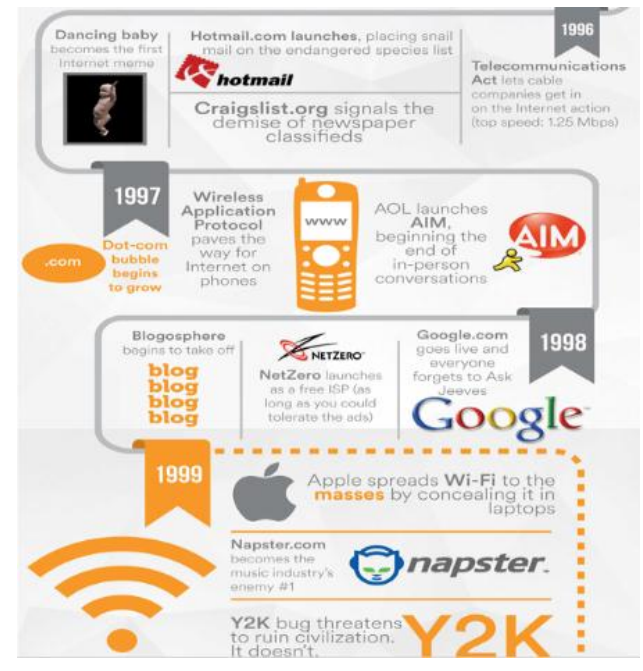 1996
Telecommunications
Act lets cable
companies get in
on the Internet action
(top speed: 1.25 Mbps)
Hotmail.com launches, placing snail
mail on the endangered species list
hotmail
Craigslist.org signals the
demise of newspaper
classifieds
Dancing baby
becomes the first
Internet meme
1997
.com
Dot-com
bubble
begins
to grow
Wireless
Application
Protocol
paves the
way for
Internet on
phones
www
AOL launches
AIM,
beginning the
end of
in-person
conversations
AIM
1998
Google.com
goes live and
everyone
forgets to Ask
Jeeves
Google
NETZERO
NetZero launches
as a free ISP (as
long as you could
tolerate the ads)
Blogosphere
begins to take off
blog
blog
blog
blog
1999
Apple spreads Wi-Fi to the
masses by concealing it in
laptops
Napster.com
becomes the
music industry's
enemy #1
napster.
Y2K bug threatens
to ruin civilization.
It doesn't.
Y2K